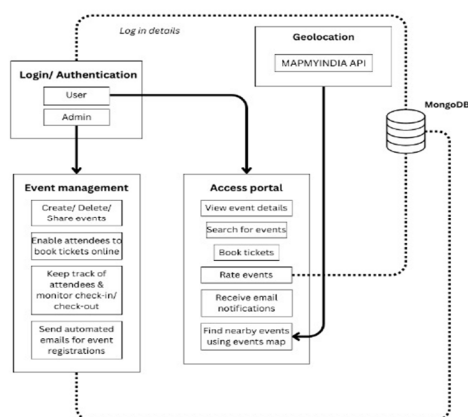 Log in details
Login/ Authentication
User
Admin
Geolocation
MAPMYINDIA API
MongoDB
Event management
Create/ Delete/
Share events
Enable attendees to
book tickets online
Keep track of
attendees &
monitor check-in/
check-out
Send automated
emails for event
registrations
Access portal
View event details
Search for events
Book tickets
Rate events
Receive email
notifications
Find nearby events
using events map